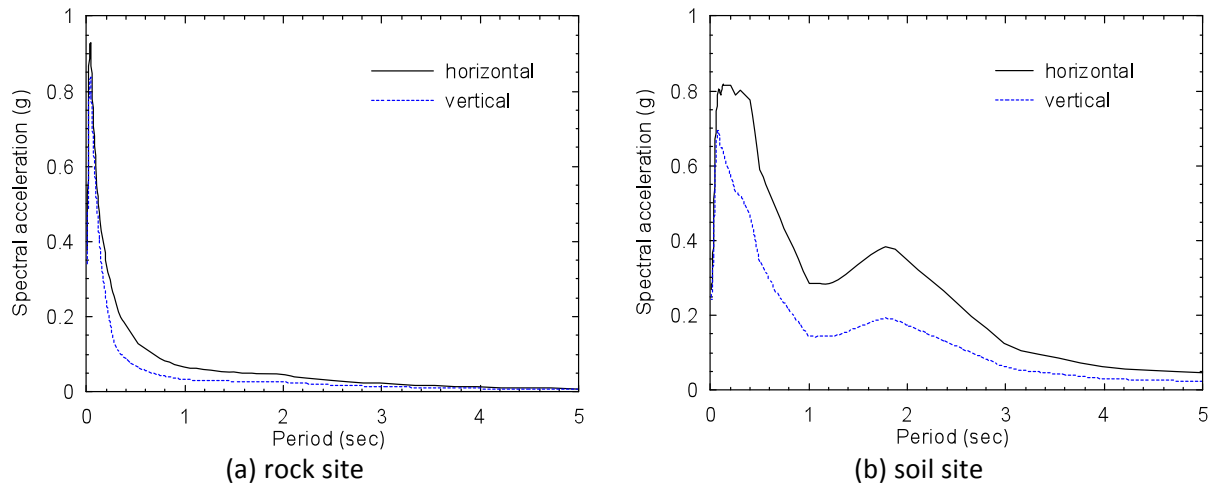 1
0.8
0.6
0.4
0.2
0
Spectral acceleration (g)
horizontal
vertical
0 1 2 3 4 5
Period (sec)
(a) rock site
1
0.8
0.6
0.4
0.2
0
Spectral acceleration (g)
horizontal
vertical
0 1 2 3 4 5
Period (sec)
(b) soil site